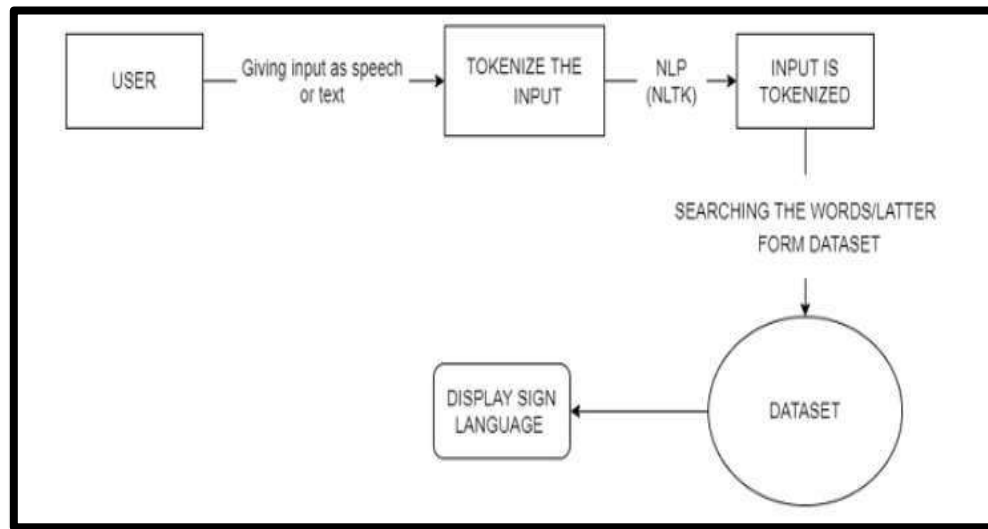 USER
Giving input as speech
or text
TOKENIZE THE
INPUT
NLP
(NLTK)
INPUT IS
TOKENIZED
SEARCHING THE WORDS/LATTER
FORM DATASET
DATASET
DISPLAY SIGN
LANGUAGE